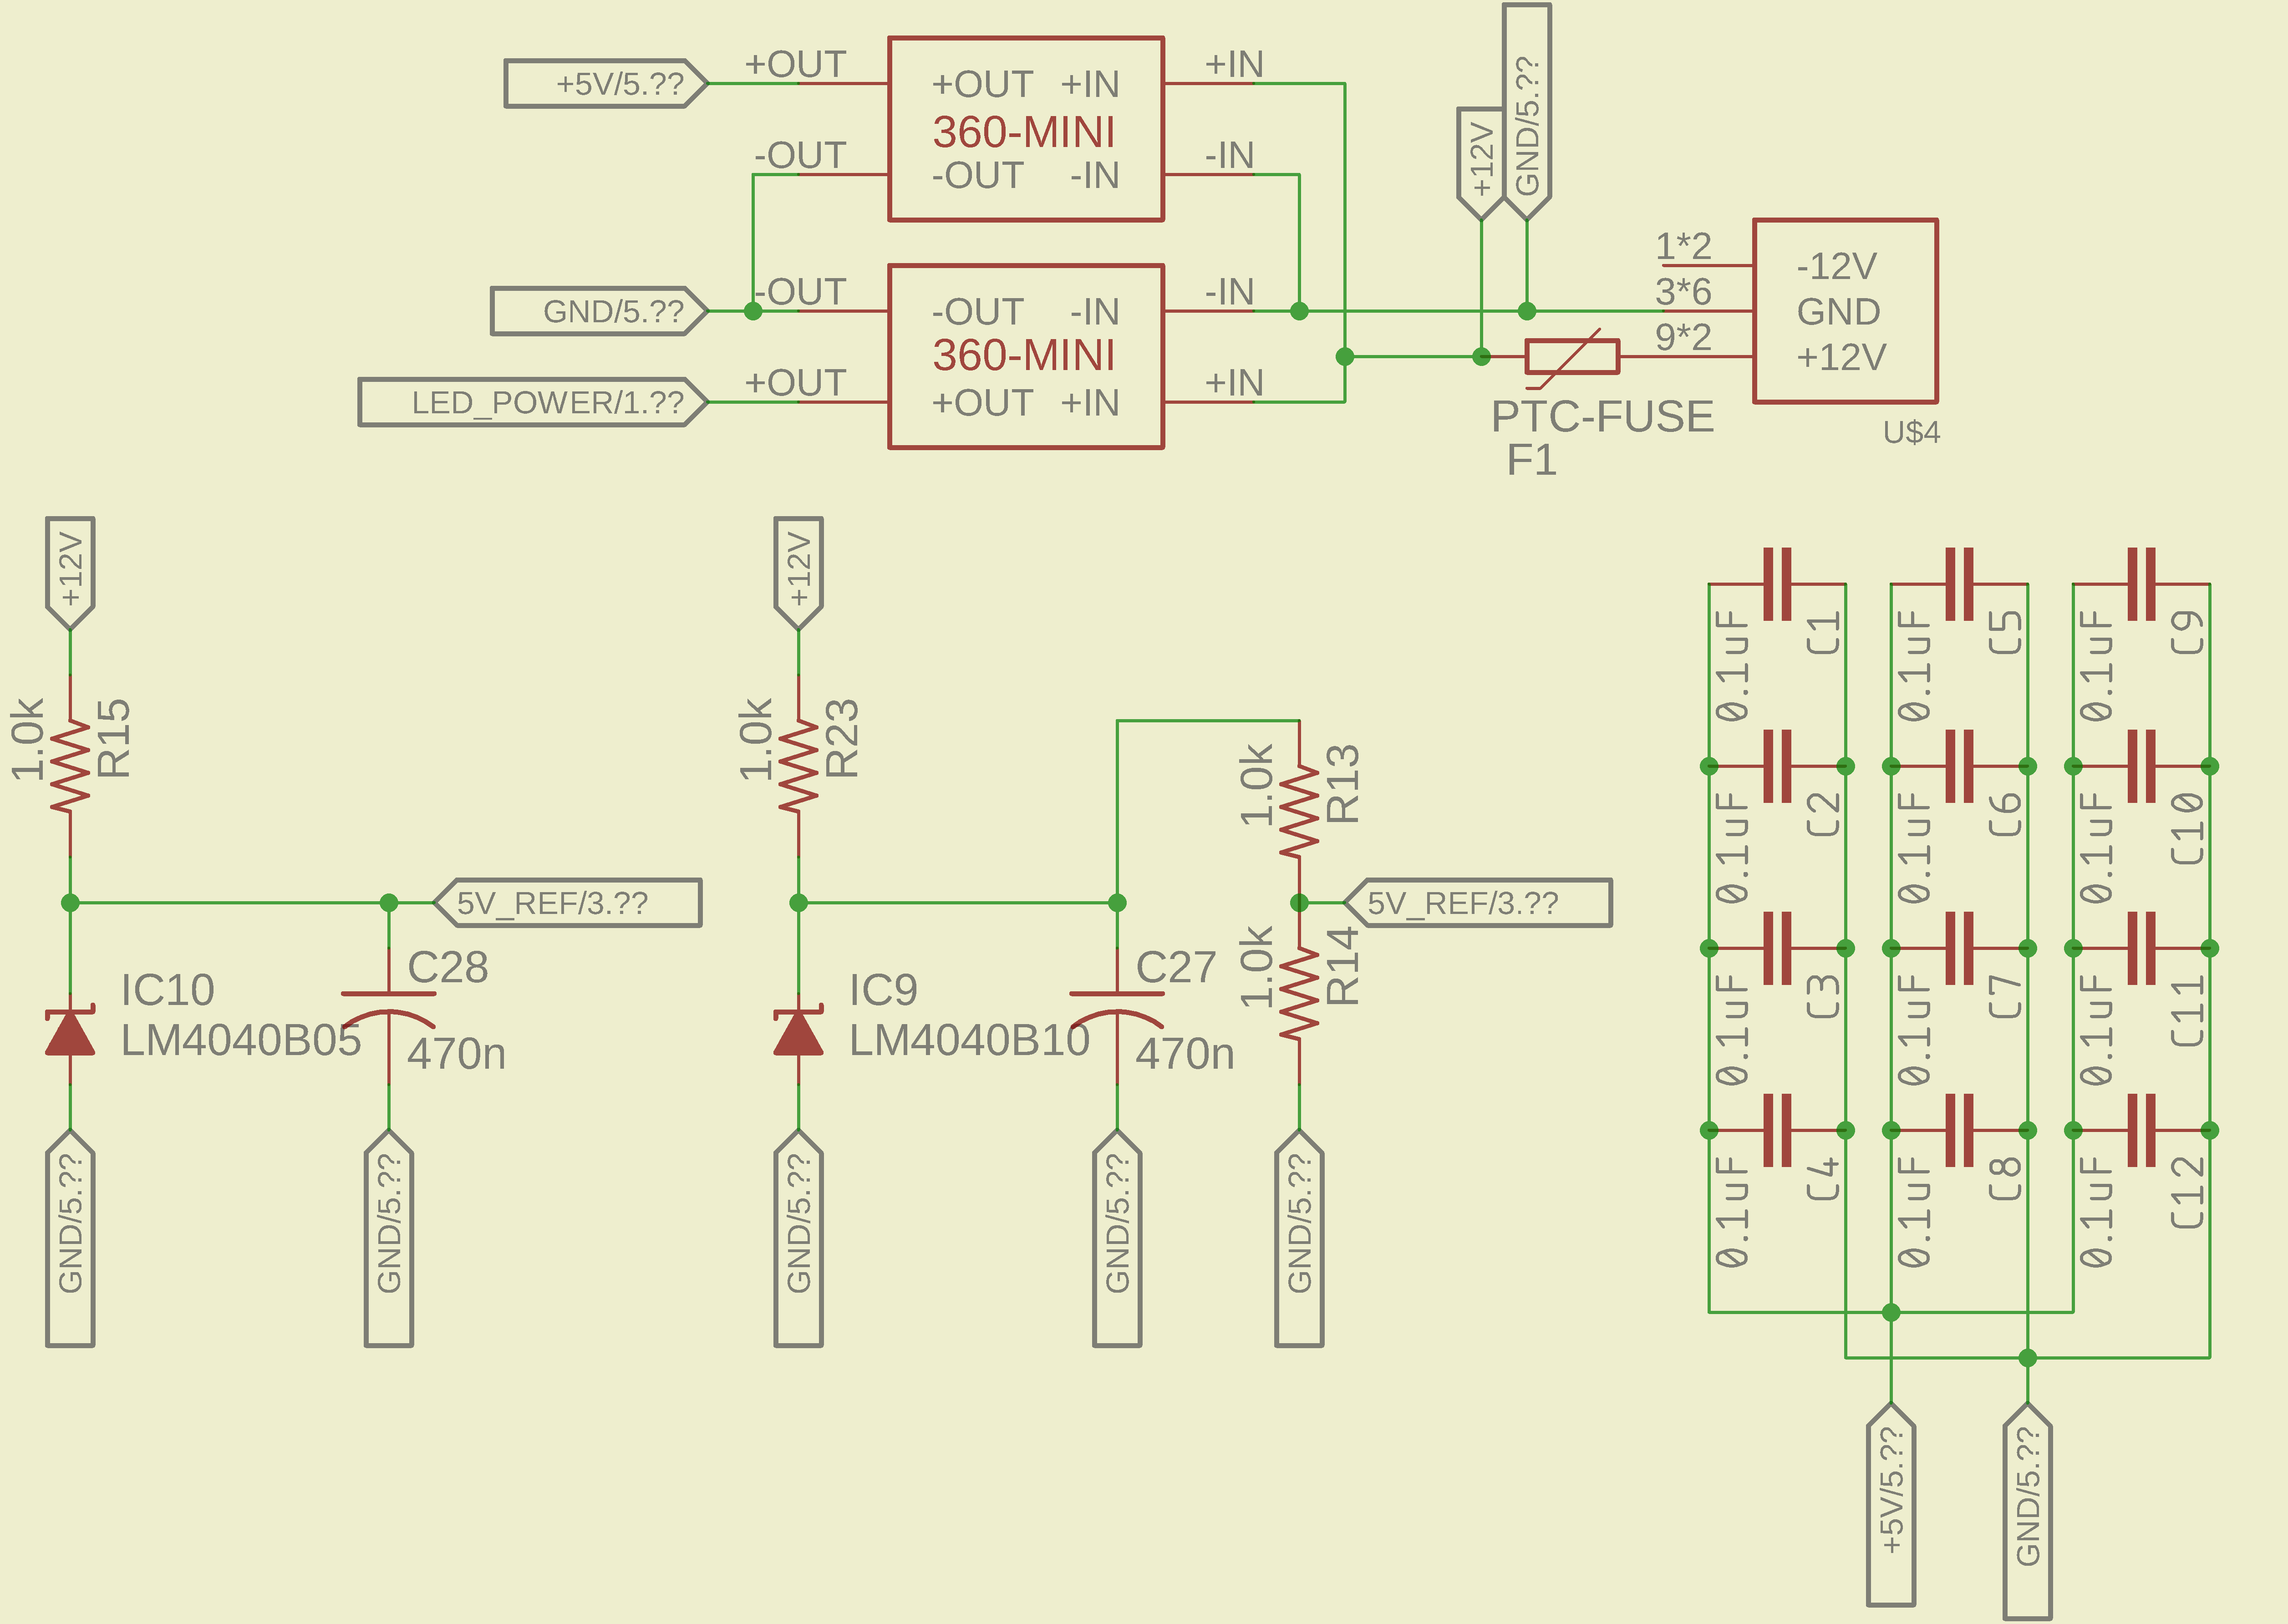 +5V/5.??
+OUT
+OUT +IN
+IN
360-MINI
-OUT
-OUT -IN
-IN
GND/5.??
-OUT
-OUT -IN
-IN
360-MINI
LED_POWER/1.??
+OUT
+OUT +IN
+IN
+12V
GND/5.??
1*2
-12V
3*6
GND
9*2
+12V
PTC-FUSE
F1
U$4
+12V
1.0k
R15
5V_REF/3.??
IC10
LM4040B05
C28
470n
GND/5.??
GND/5.??
+12V
1.0k
R23
1.0k
R13
5V_REF/3.??
IC9
LM4040B10
C27
470n
1.0k
R14
GND/5.??
GND/5.??
GND/5.??
0.1uF
C1
0.1uF
C5
0.1uF
C9
0.1uF
C2
0.1uF
C6
0.1uF
C10
0.1uF
C3
0.1uF
C7
0.1uF
C11
0.1uF
C4
0.1uF
C8
0.1uF
C12
+5V/5.??
GND/5.??